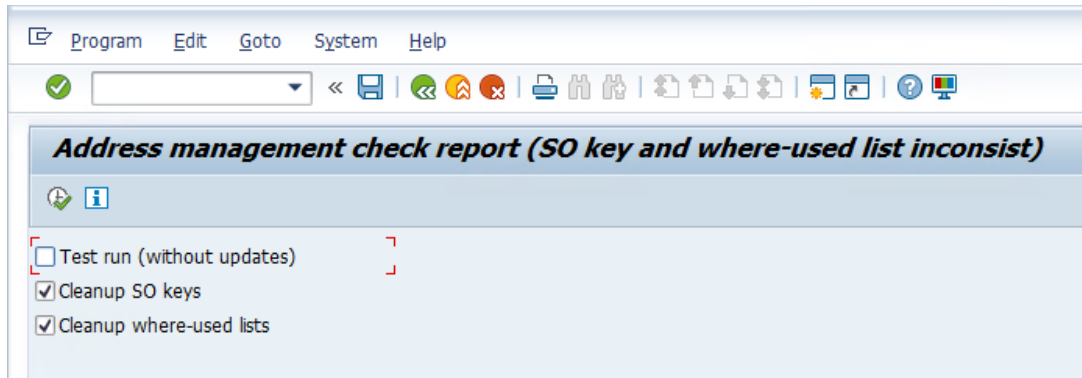 Program Edit Goto System Help
Address management check report (SO key and where-used list inconsist)
Test run (without updates)
Cleanup SO keys
Cleanup where-used lists